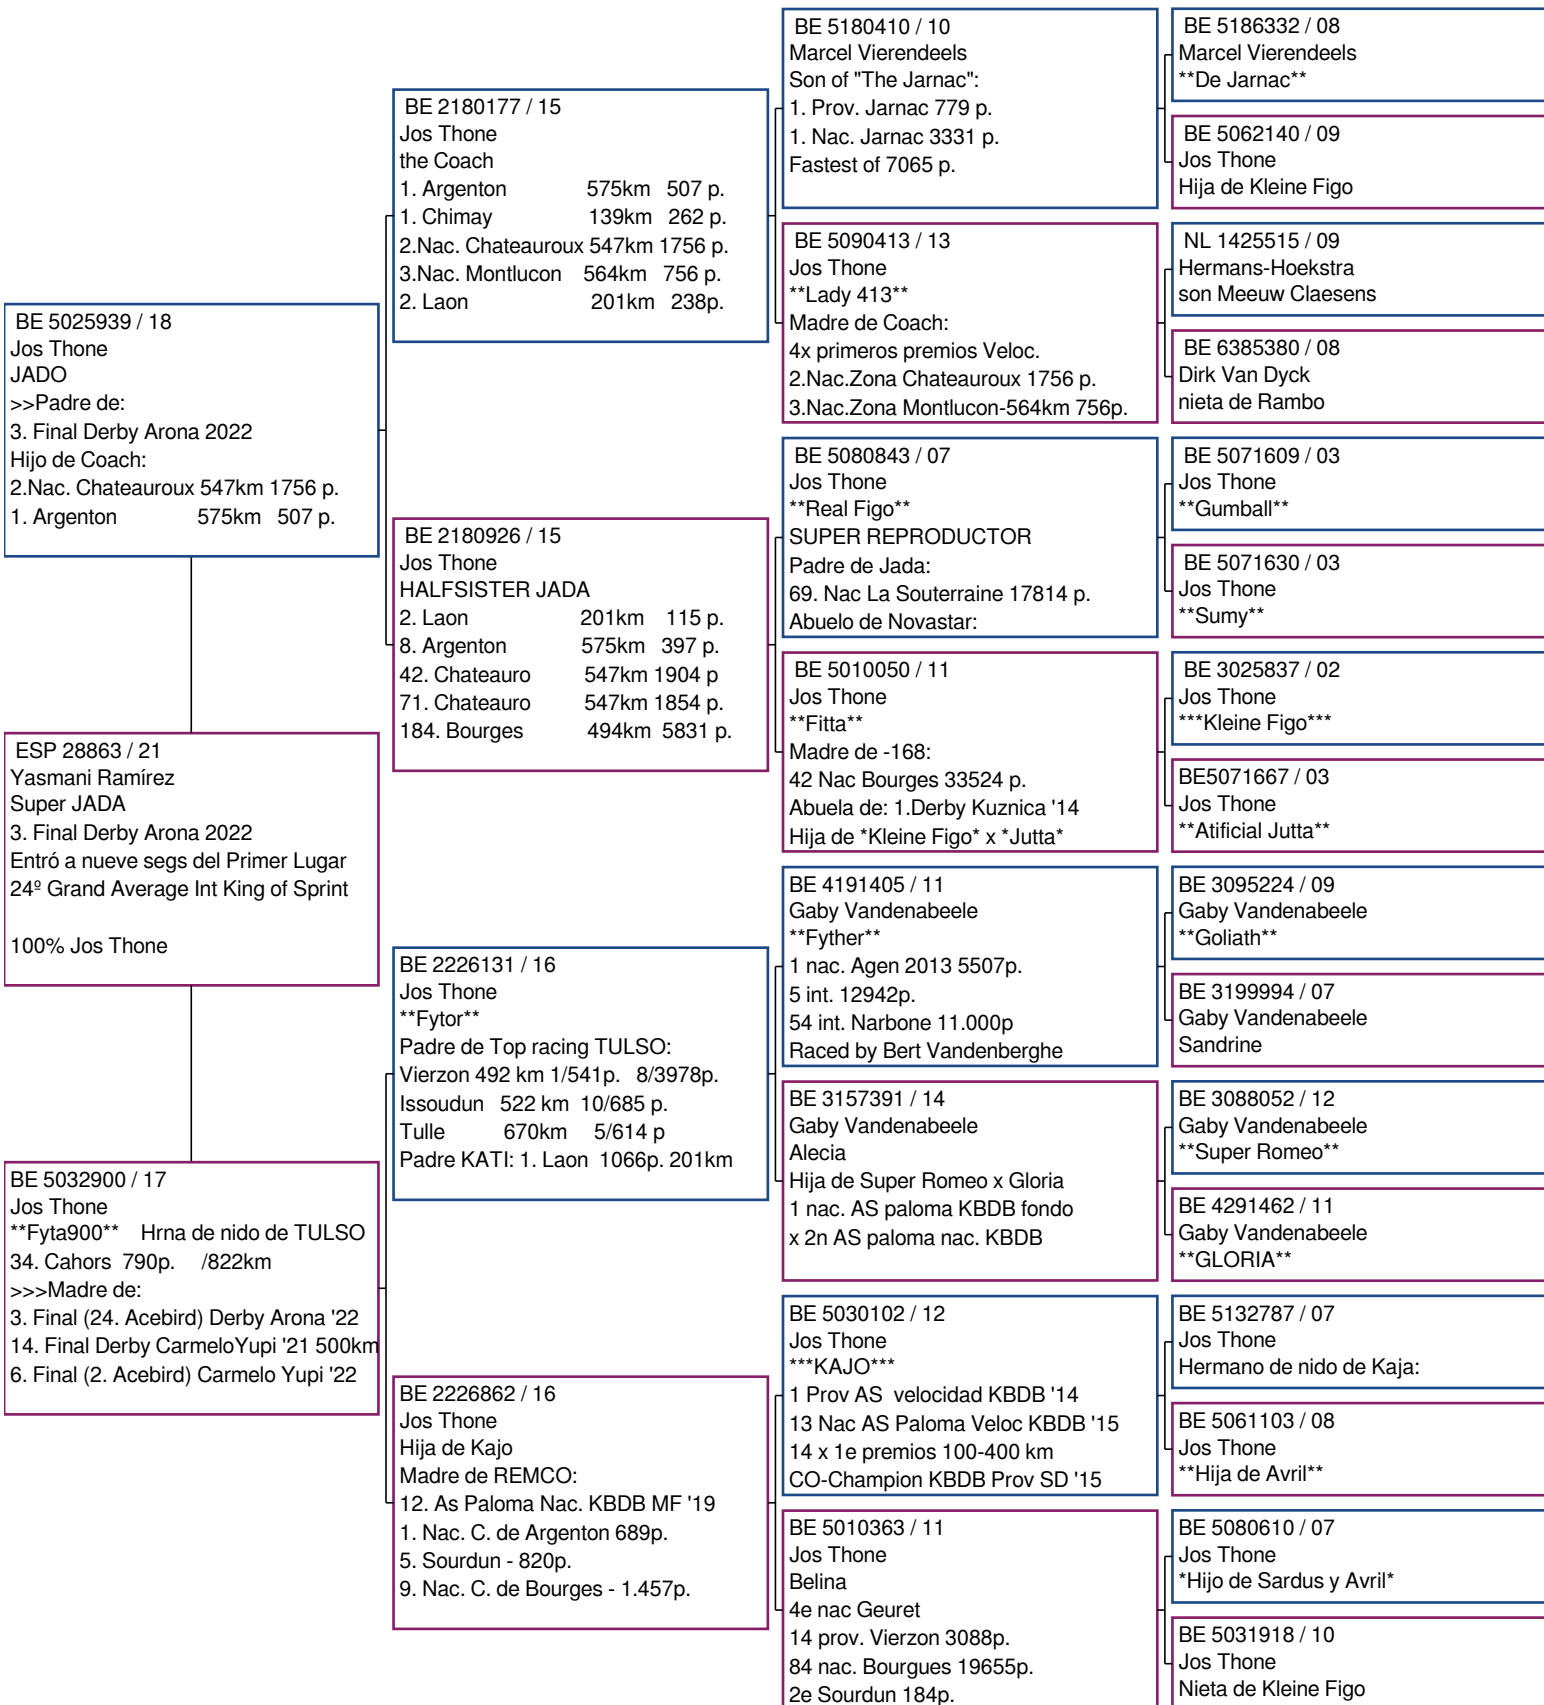 BE 5025939 / 18
Jos Thone
JADO
>>Padre de:
3. Final Derby Arona 2022
Hijo de Coach:
2.Nac. Chateauroux 547km 1756 p.
1. Argenton 575km 507 p.
ESP 28863 / 21
Yasmani Ramírez
Super JADA
3. Final Derby Arona 2022
Entró a nueve segs del Primer Lugar
24º Grand Average Int King of Sprint
100% Jos Thone
BE 5032900 / 17
Jos Thone
**Fyta900** Hrna de nido de TULSO
34. Cahors 790p. /822km
>>>Madre de:
3. Final (24. Acebird) Derby Arona '22
14. Final Derby CarmeloYupi '21 500km
6. Final (2. Acebird) Carmelo Yupi '22
BE 2180177 / 15
Jos Thone
the Coach
1. Argenton 575km 507 p.
1. Chimay 139km 262 p.
2.Nac. Chateauroux 547km 1756 p.
3.Nac. Montlucon 564km 756 p.
2. Laon 201km 238p.
BE 2180926 / 15
Jos Thone
HALFSISTER JADA
2. Laon 201km 115 p.
8. Argenton 575km 397 p.
42. Chateauro 547km 1904 p
71. Chateauro 547km 1854 p.
184. Bourges 494km 5831 p.
BE 2226131 / 16
Jos Thone
**Fytor**
Padre de Top racing TULSO:
Vierzon 492 km 1/541p. 8/3978p.
Issoudun 522 km 10/685 p.
Tulle 670km 5/614 p
Padre KATI: 1. Laon 1066p. 201km
BE 2226862 / 16
Jos Thone
Hija de Kajo
Madre de REMCO:
12. As Paloma Nac. KBDB MF '19
1. Nac. C. de Argenton 689p.
5. Sourdun - 820p.
9. Nac. C. de Bourges - 1.457p.
BE 5180410 / 10
Marcel Vierendeels
Son of "The Jarnac":
1. Prov. Jarnac 779 p.
1. Nac. Jarnac 3331 p.
Fastest of 7065 p.
BE 5090413 / 13
Jos Thone
**Lady 413**
Madre de Coach:
4x primeros premios Veloc.
2.Nac.Zona Chateauroux 1756 p.
3.Nac.Zona Montlucon-564km 756p.
BE 5080843 / 07
Jos Thone
**Real Figo**
SUPER REPRODUCTOR
Padre de Jada:
69. Nac La Souterraine 17814 p.
Abuelo de Novastar:
BE 5010050 / 11
Jos Thone
**Fitta**
Madre de -168:
42 Nac Bourges 33524 p.
Abuela de: 1.Derby Kuznica '14
Hija de *Kleine Figo* x *Jutta*
BE 4191405 / 11
Gaby Vandenabeele
**Fyther**
1 nac. Agen 2013 5507p.
5 int. 12942p.
54 int. Narbone 11.000p
Raced by Bert Vandenberghe
BE 3157391 / 14
Gaby Vandenabeele
Alecia
Hija de Super Romeo x Gloria
1 nac. AS paloma KBDB fondo
x 2n AS paloma nac. KBDB
BE 5030102 / 12
Jos Thone
***KAJO***
1 Prov AS velocidad KBDB '14
13 Nac AS Paloma Veloc KBDB '15
14 x 1e premios 100-400 km
CO-Champion KBDB Prov SD '15
BE 5010363 / 11
Jos Thone
Belina
4e nac Geuret
14 prov. Vierzon 3088p.
84 nac. Bourgues 19655p.
2e Sourdun 184p.
BE 5186332 / 08
Marcel Vierendeels
**De Jarnac**
BE 5062140 / 09
Jos Thone
Hija de Kleine Figo
NL 1425515 / 09
Hermans-Hoekstra
son Meeuw Claesens
BE 6385380 / 08
Dirk Van Dyck
nieta de Rambo
BE 5071609 / 03
Jos Thone
**Gumball**
BE 5071630 / 03
Jos Thone
**Sumy**
BE 3025837 / 02
Jos Thone
***Kleine Figo***
BE5071667 / 03
Jos Thone
**Atificial Jutta**
BE 3095224 / 09
Gaby Vandenabeele
**Goliath**
BE 3199994 / 07
Gaby Vandenabeele
Sandrine
BE 3088052 / 12
Gaby Vandenabeele
**Super Romeo**
BE 4291462 / 11
Gaby Vandenabeele
**GLORIA**
BE 5132787 / 07
Jos Thone
Hermano de nido de Kaja:
BE 5061103 / 08
Jos Thone
**Hija de Avril**
BE 5080610 / 07
Jos Thone
*Hijo de Sardus y Avril*
BE 5031918 / 10
Jos Thone
Nieta de Kleine Figo